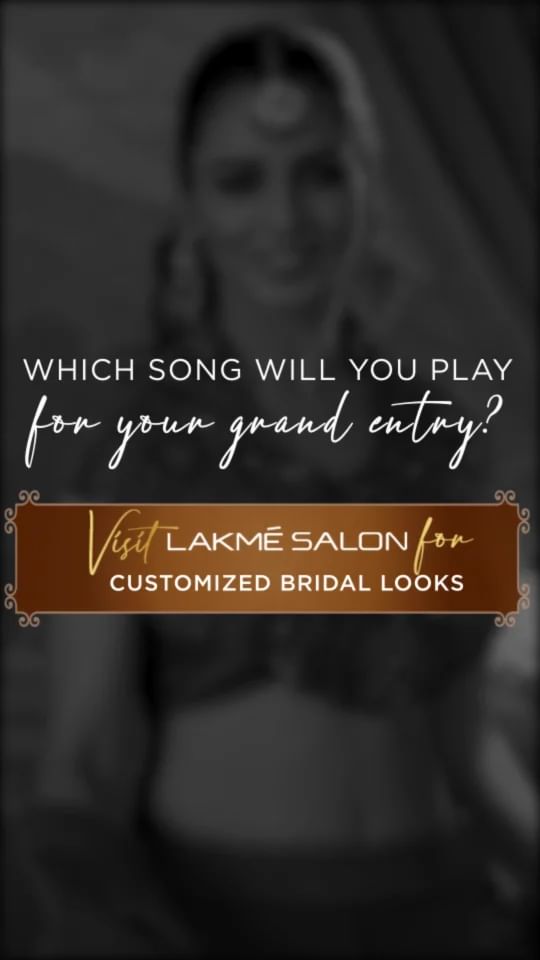 WHICH SONG WILL YOU PLAY
for your grand entry?
Visit LAKMÉ SALON for
CUSTOMIZED BRIDAL LOOKS